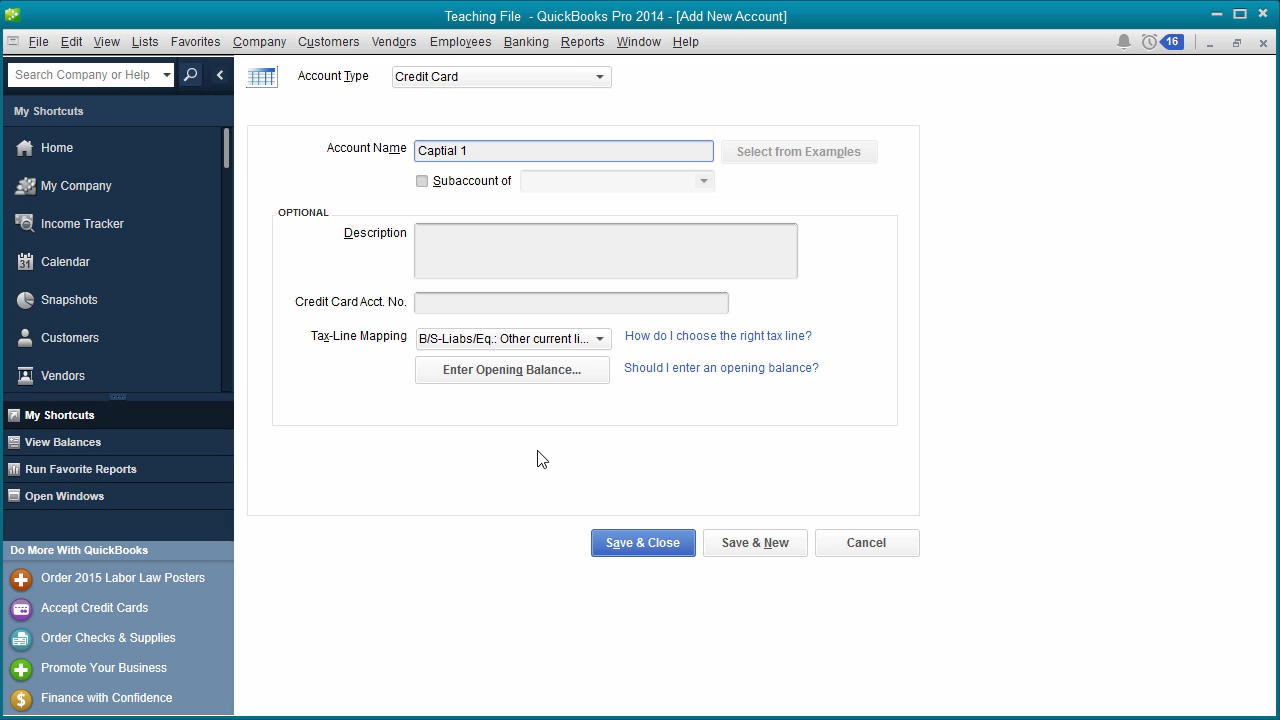 Teaching File - QuickBooks Pro 2014 - [Add New Account]
File Edit View Lists Favorites Company Customers Vendors Employees Banking Reports Window Help 16
Search Company or Help
My Shortcuts
Home
My Company
Income Tracker
31 Calendar
Snapshots
Customers
Vendors
My Shortcuts
View Balances
Run Favorite Reports
Open Windows
Do More With QuickBooks
Order 2015 Labor Law Posters
Accept Credit Cards
Order Checks & Supplies
Promote Your Business
$ Finance with Confidence
Account Type Credit Card
Account Name Captial 1 Select from Examples
Subaccount of
OPTIONAL
Description
Credit Card Acct. No.
Tax-Line Mapping B/S-Liabs/Eq.: Other current li... How do I choose the right tax line?
Enter Opening Balance... Should I enter an opening balance?
Save & Close Save & New Cancel